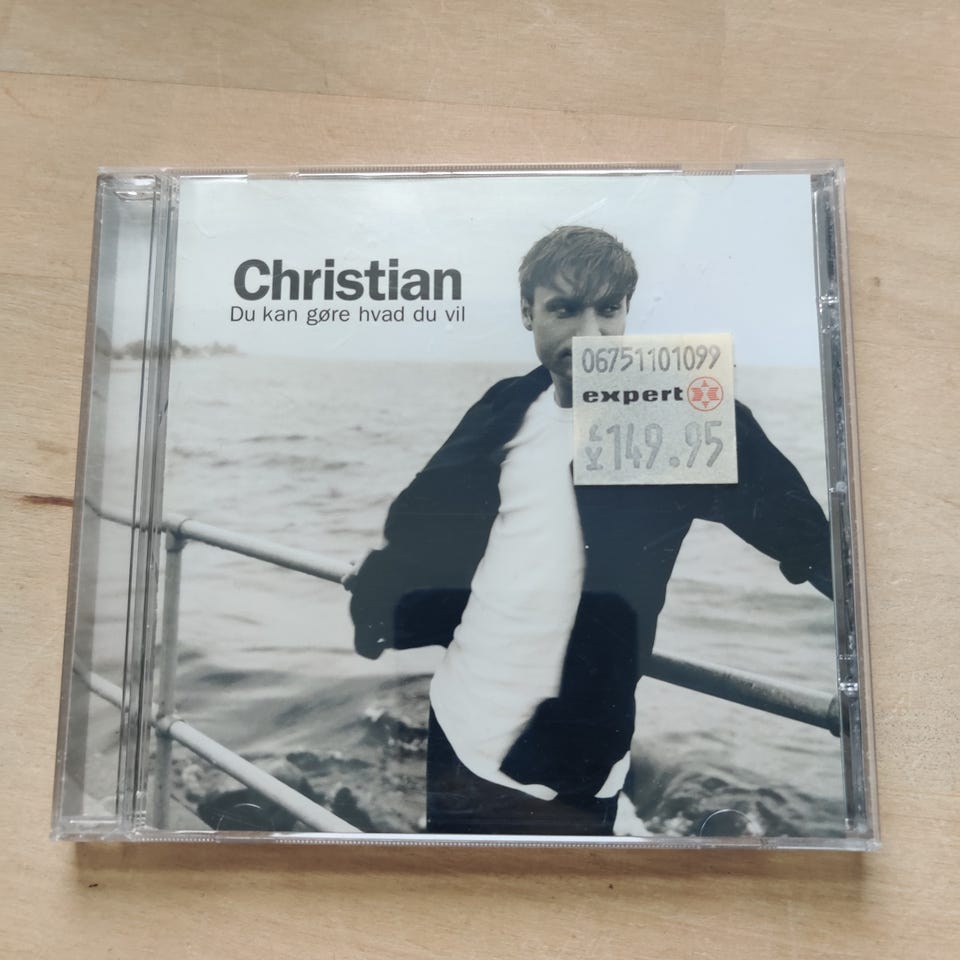 Christian
Du kan gøre hvad du vil
06751101099
expert
149.95